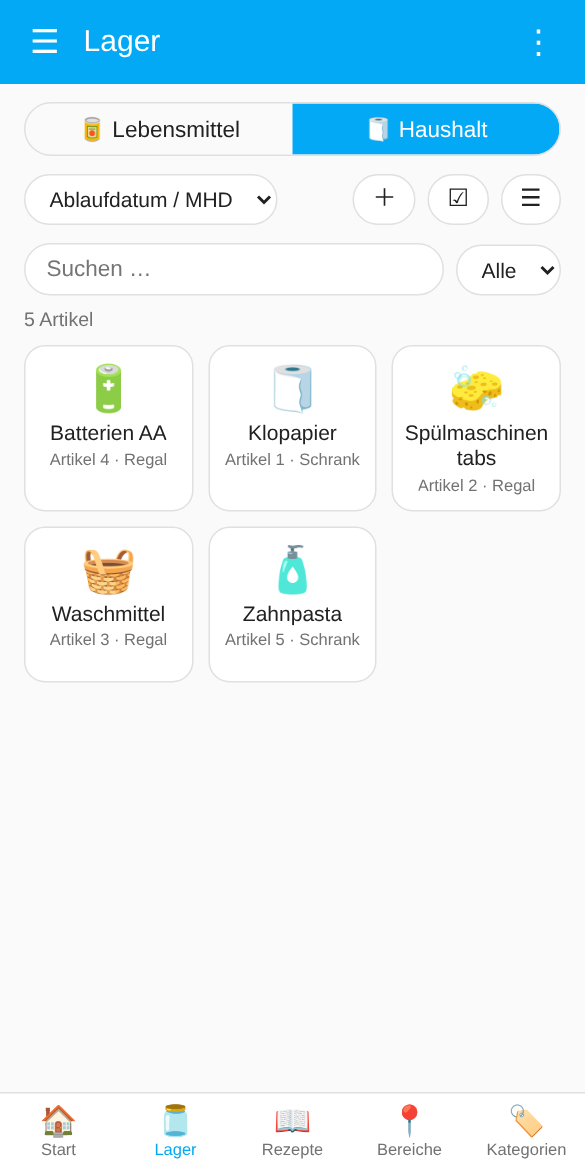 Lager
Lebensmittel
Haushalt
Ablaufdatum / MHD
Suchen …
Alle
5 Artikel
Batterien AA
Artikel 4 · Regal
Klopapier
Artikel 1 · Schrank
Spülmaschinen
tabs
Artikel 2 · Regal
Waschmittel
Artikel 3 · Regal
Zahnpasta
Artikel 5 · Schrank
Start
Lager
Rezepte
Bereiche
Kategorien